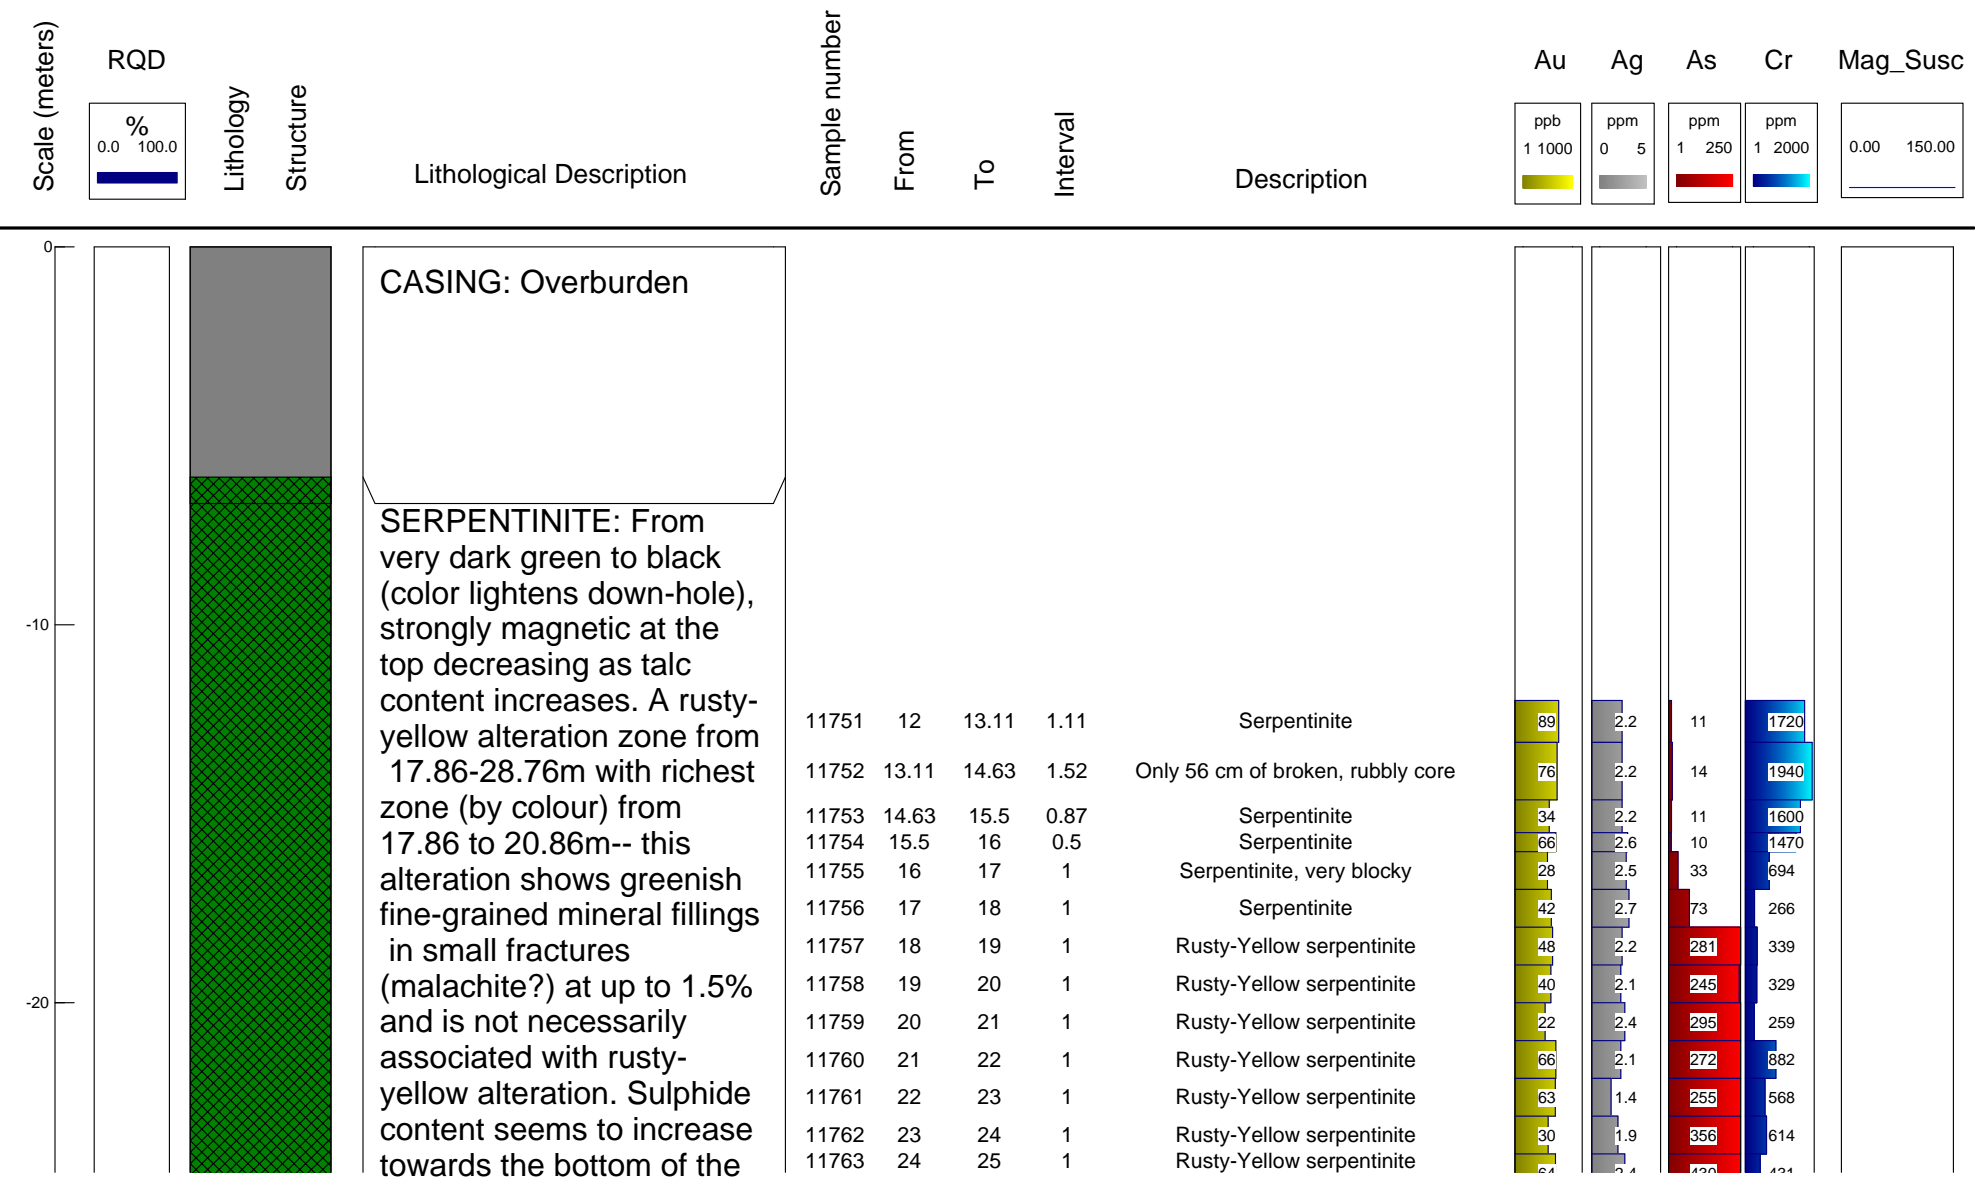 Scale (meters)
RQD
%
0.0 100.0
Lithology
Structure
Lithological Description
Sample number
From
To
Interval
Description
Au
ppb
1 1000
Ag
ppm
0 5
As
ppm
1 250
Cr
ppm
1 2000
Mag_Susc
0.00 150.00
0
-10
-20
CASING: Overburden
SERPENTINITE: From
very dark green to black
(color lightens down-hole),
strongly magnetic at the
top decreasing as talc
content increases. A rusty-
yellow alteration zone from
17.86-28.76m with richest
zone (by colour) from
17.86 to 20.86m-- this
alteration shows greenish
fine-grained mineral fillings
in small fractures
(malachite?) at up to 1.5%
and is not necessarily
associated with rusty-
yellow alteration. Sulphide
content seems to increase
towards the bottom of the
11751 12 13.11 1.11 Serpentinite 89 2.2 11 1720
11752 13.11 14.63 1.52 Only 56 cm of broken, rubbly core 76 2.2 14 1940
11753 14.63 15.5 0.87 Serpentinite 34 2.2 11 1600
11754 15.5 16 0.5 Serpentinite 66 2.6 10 1470
11755 16 17 1 Serpentinite, very blocky 28 2.5 33 694
11756 17 18 1 Serpentinite 42 2.7 73 266
11757 18 19 1 Rusty-Yellow serpentinite 48 2.2 281 339
11758 19 20 1 Rusty-Yellow serpentinite 40 2.1 245 329
11759 20 21 1 Rusty-Yellow serpentinite 22 2.4 295 259
11760 21 22 1 Rusty-Yellow serpentinite 66 2.1 272 882
11761 22 23 1 Rusty-Yellow serpentinite 63 1.4 255 568
11762 23 24 1 Rusty-Yellow serpentinite 30 1.9 356 614
11763 24 25 1 Rusty-Yellow serpentinite 64 2.4 430 431